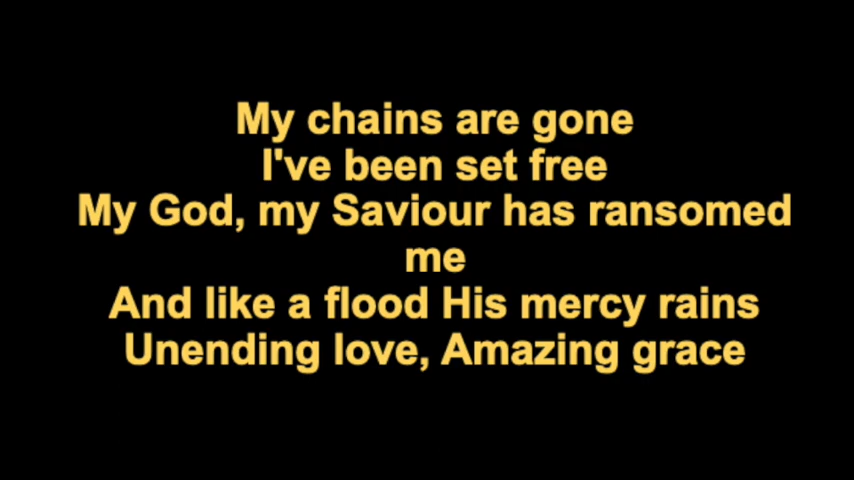 My chains are gone
I've been set free
My God, my Saviour has ransomed
me
And like a flood His mercy rains
Unending love, Amazing grace